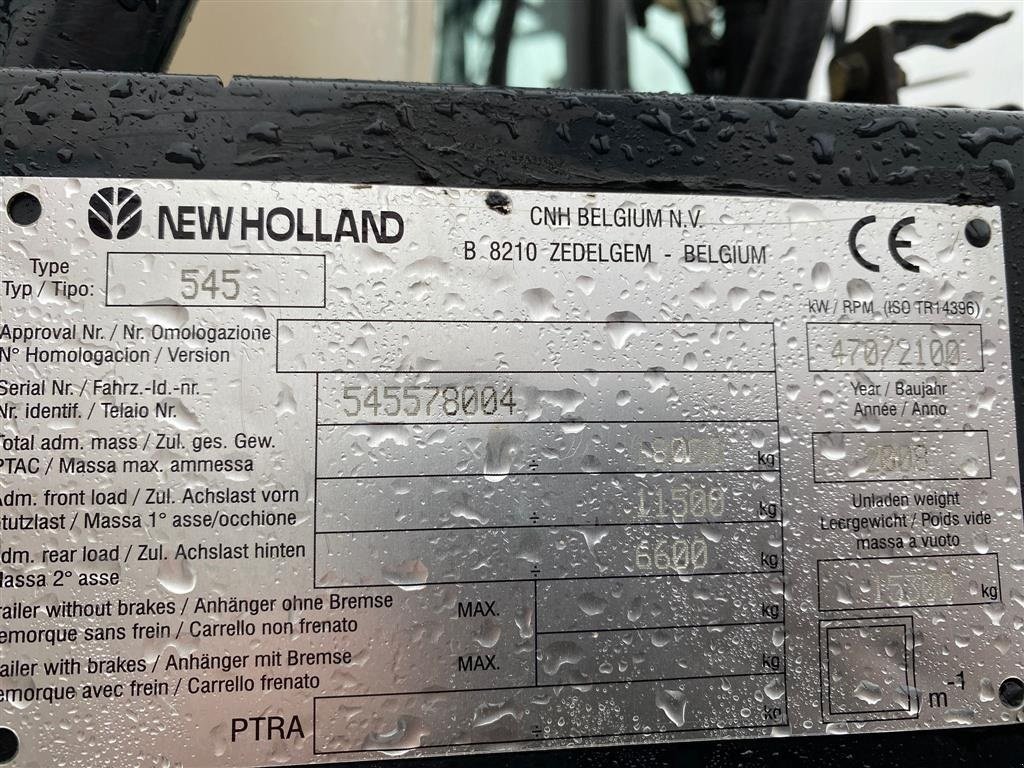 NEW HOLLAND
CNH BELGIUM N.V.
B 8210 ZEDELGEM - BELGIUM
CE
Type
Typ / Tipo:
545
kW / RPM (ISO TR14396)
470/2100
Approval Nr. / Nr. Omologazione
N° Homologacion / Version
Serial Nr. / Fahrz.-Id.-nr.
Nr. identif. / Telaio Nr.
545578004
Year / Baujahr
Année / Anno
Total adm. mass / Zul. ges. Gew.
PTAC / Massa max. ammessa
÷
kg
Adm. front load / Zul. Achslast vorn
Stutzlast / Massa 1° asse/occhione
÷ 11500 kg
Unladen weight
Leergewicht / Poids vide
massa a vuoto
Adm. rear load / Zul. Achslast hinten
Massa 2° asse
÷ 6600 kg
15300 kg
railer without brakes / Anhänger ohne Bremse
emorque sans frein / Carrello non frenato
MAX.
kg
ailer with brakes / Anhänger mit Bremse
emorque avec frein / Carrello frenato
MAX.
kg
m-1
PTRA
÷
kg